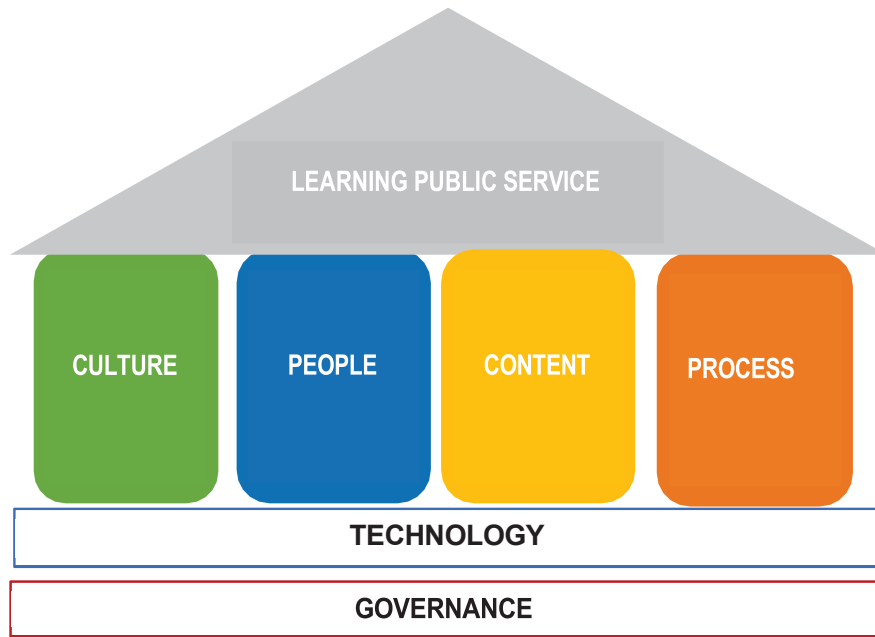 LEARNING PUBLIC SERVICE
CULTURE
PEOPLE
CONTENT
PROCESS
TECHNOLOGY
GOVERNANCE